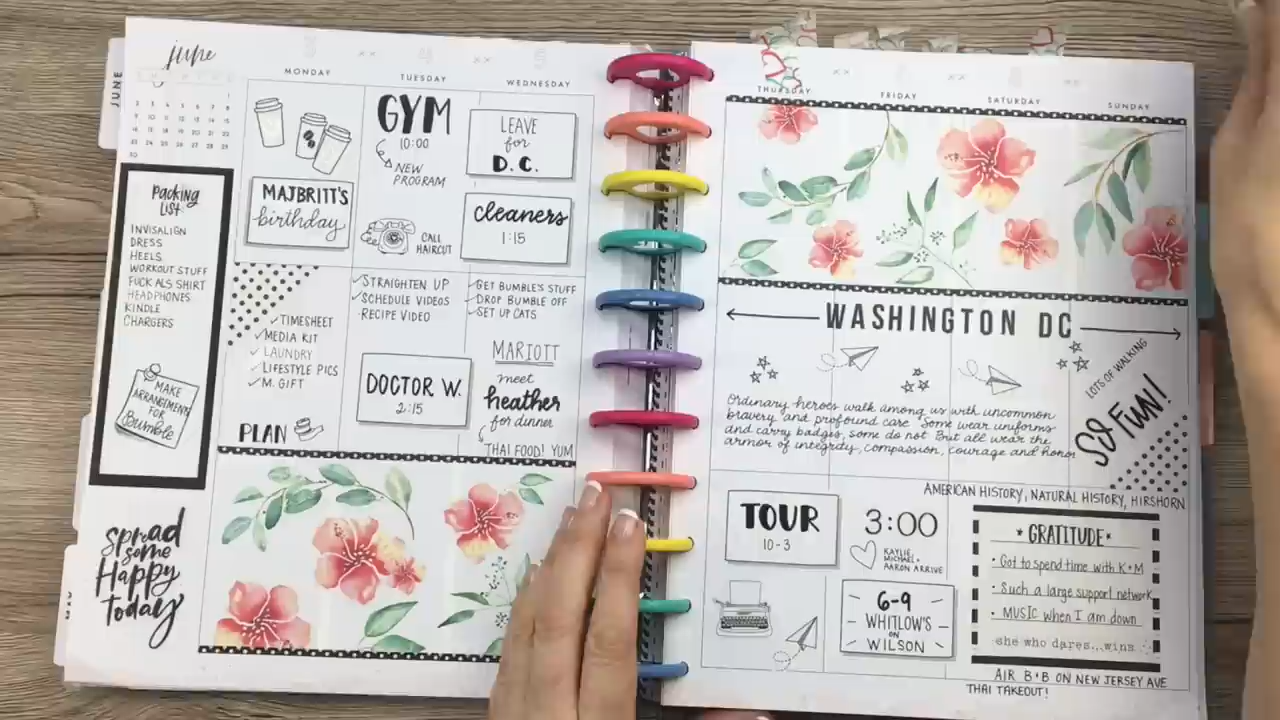 june
JUNE
MONDAY
TUESDAY
WEDNESDAY
PACKING
LIST
INVISALIGN
DRESS
HEELS
WORKOUT STUFF
FUCK ALS SHIRT
HEADPHONES
KINDLE
CHARGERS
MAKE
ARRANGEMENTS
FOR
Bumble
spread
some
Happy
today
MAJBRITT'S
birthday
TIMESHEET
MEDIA KIT
LAUNDRY
LIFESTYLE PICS
M. GIFT
PLAN
GYM
10:00
NEW
PROGRAM
CALL
HAIRCUT
STRAIGHTEN UP
SCHEDULE VIDEOS
RECIPE VIDEO
DOCTOR W.
2:15
LEAVE
for
D.C.
cleaners
1:15
GET BUMBLE'S STUFF
DROP BUMBLE OFF
SET UP CATS
MARIOTT
meet
heather
for dinner
THAI FOOD! YUM
THURSDAY
FRIDAY
SATURDAY
SUNDAY
WASHINGTON DC
Ordinary heroes walk among us with uncommon
bravery and profound care. Some wear uniforms
and carry badges, some do not. But all wear the
armor of integrity, compassion, courage and honor
LOTS OF WALKING
SO FUN!
AMERICAN HISTORY, NATURAL HISTORY, HIRSHORN
TOUR
10-3
3:00
KAYLIE
MICHAEL +
AARON ARRIVE
6-9
WHITLOW'S
ON
WILSON
* GRATITUDE *
• Got to spend time with K+M
• Such a large support network
• MUSIC when I am down
she who dares...wins
AIR B+B ON NEW JERSEY AVE
THAI TAKEOUT!